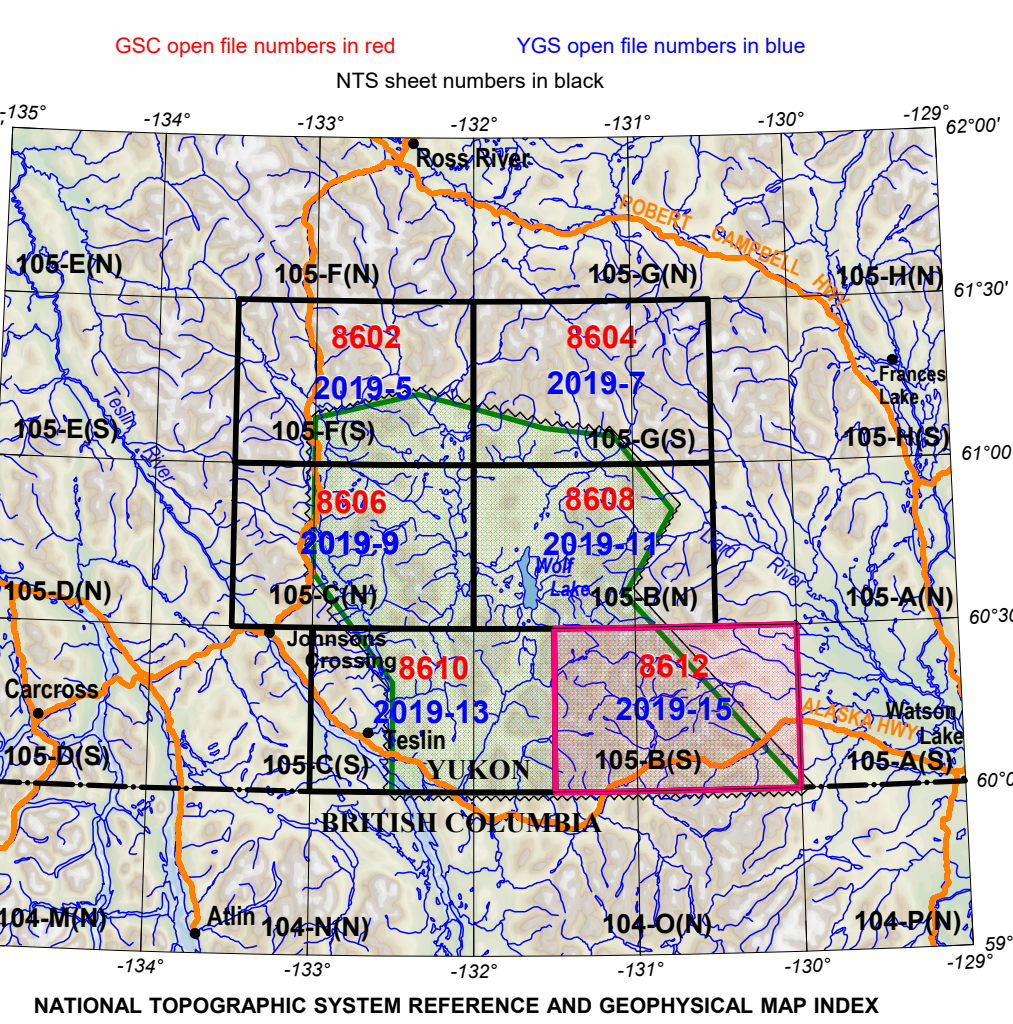 GSC open file numbers in red
YGS open file numbers in blue
NTS sheet numbers in black
-135°
-134°
-133°
-132°
-131°
-130°
-129°
62°00'
Ross River
ROBERT CAMPBELL HWY
105-E(N)
105-F(N)
105-G(N)
105-H(N)
61°30'
8602
8604
2019-5
2019-7
Frances
Lake
Teslin River
105-E(S)
105-F(S)
105-G(S)
105-H(S)
61°00'
8606
8608
2019-9
2019-11
Liard River
Wolf
Lake
105-D(N)
105-C(N)
105-B(N)
105-A(N)
60°30'
Johnsons
Crossing
8610
8612
Carcross
2019-13
2019-15
ALASKA HWY
Watson
Lake
Teslin
105-D(S)
105-C(S)
YUKON
105-B(S)
105-A(S)
60°0
BRITISH COLUMBIA
104-M(N)
Atlin
104-N(N)
104-O(N)
104-P(N)
59°
-134°
-133°
-132°
-131°
-130°
-129°
NATIONAL TOPOGRAPHIC SYSTEM REFERENCE AND GEOPHYSICAL MAP INDEX